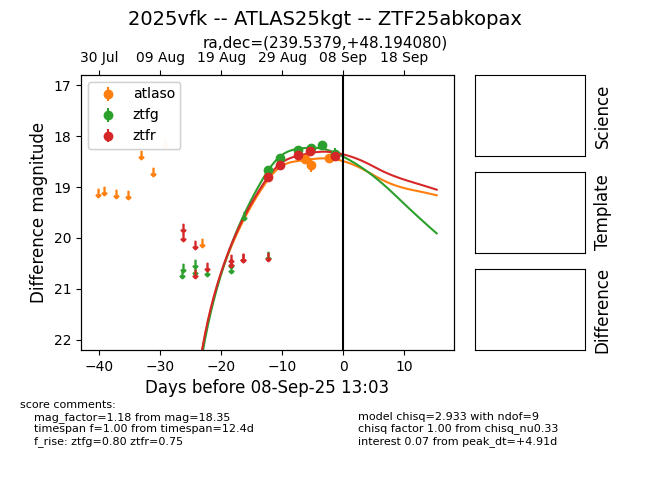 2025vfk -- ATLAS25kgt -- ZTF25abkopax
ra,dec=(239.5379,+48.194080)
30 Jul 09 Aug 19 Aug 29 Aug 08 Sep 18 Sep
17
18
19
20
21
22
Difference magnitude
atlaso
ztfg
ztfr
−40 −30 −20 −10 0 10
Days before 08-Sep-25 13:03
Science
Template
Difference
score comments:
mag_factor=1.18 from mag=18.35
timespan f=1.00 from timespan=12.4d
f_rise: ztfg=0.80 ztfr=0.75
model chisq=2.933 with ndof=9
chisq factor 1.00 from chisq_nu0.33
interest 0.07 from peak_dt=+4.91d